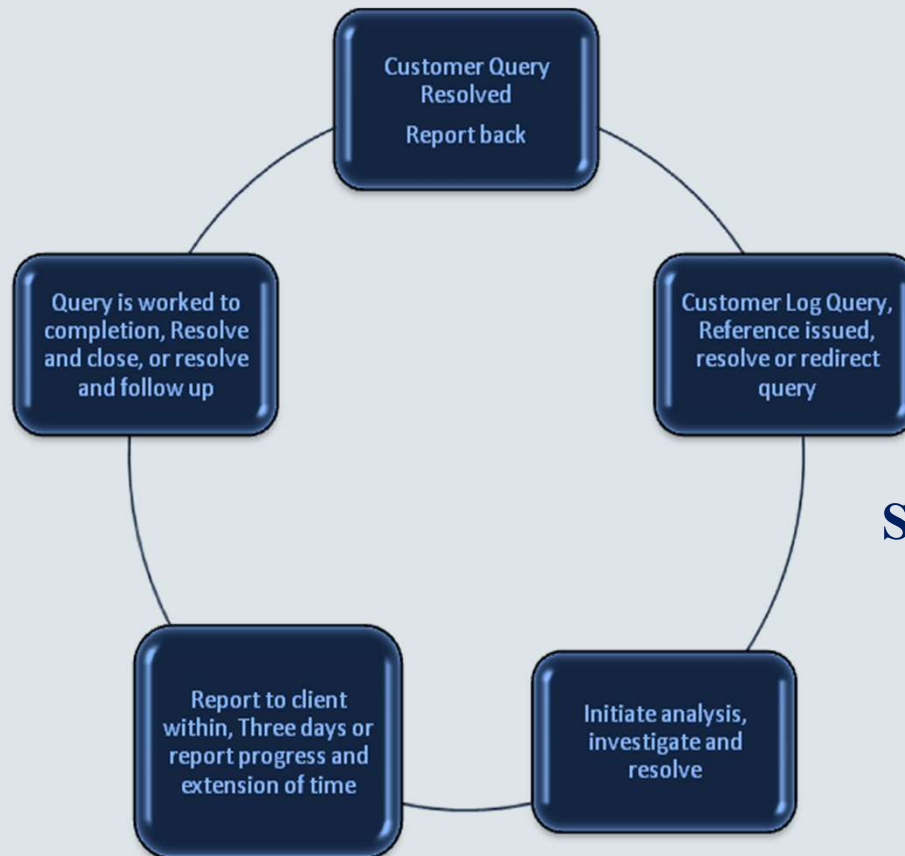 Customer Query
Resolved
Report back
Customer Log Query,
Reference issued,
resolve or redirect
query
Initiate analysis,
investigate and
resolve
Report to client
within, Three days or
report progress and
extension of time
Query is worked to
completion, Resolve
and close, or resolve
and follow up
S